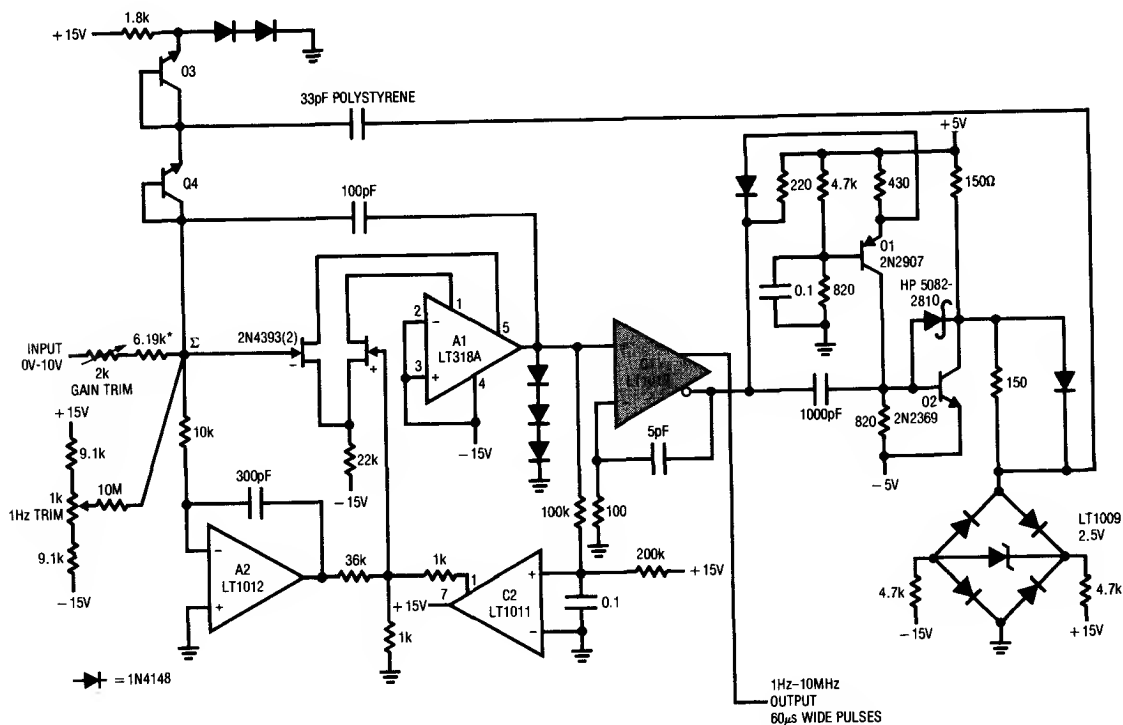 1.8k
+15V
Q3
33pF POLYSTYRENE
Q4
100pF
+5V
220
4.7k
430
150Ω
Q1
2N2907
0.1
820
HP 5082-
2810
INPUT
0V-10V
6.19k*
Σ
2k
GAIN TRIM
2N4393(2)
−
+
1
2
−
5
A1
LT318A
3
+
4
−15V
1000pF
820
Q2
2N2369
−5V
150
5pF
100
+15V
9.1k
1k
1Hz TRIM
10M
9.1k
−15V
10k
22k
−15V
300pF
100k
−
A2
LT1012
+
36k
1k
1
7
+15V
1k
+
C2
LT1011
−
200k
+15V
0.1
LT1009
2.5V
4.7k
−15V
4.7k
+15V
= 1N4148
1Hz–10MHz
OUTPUT
60µs WIDE PULSES